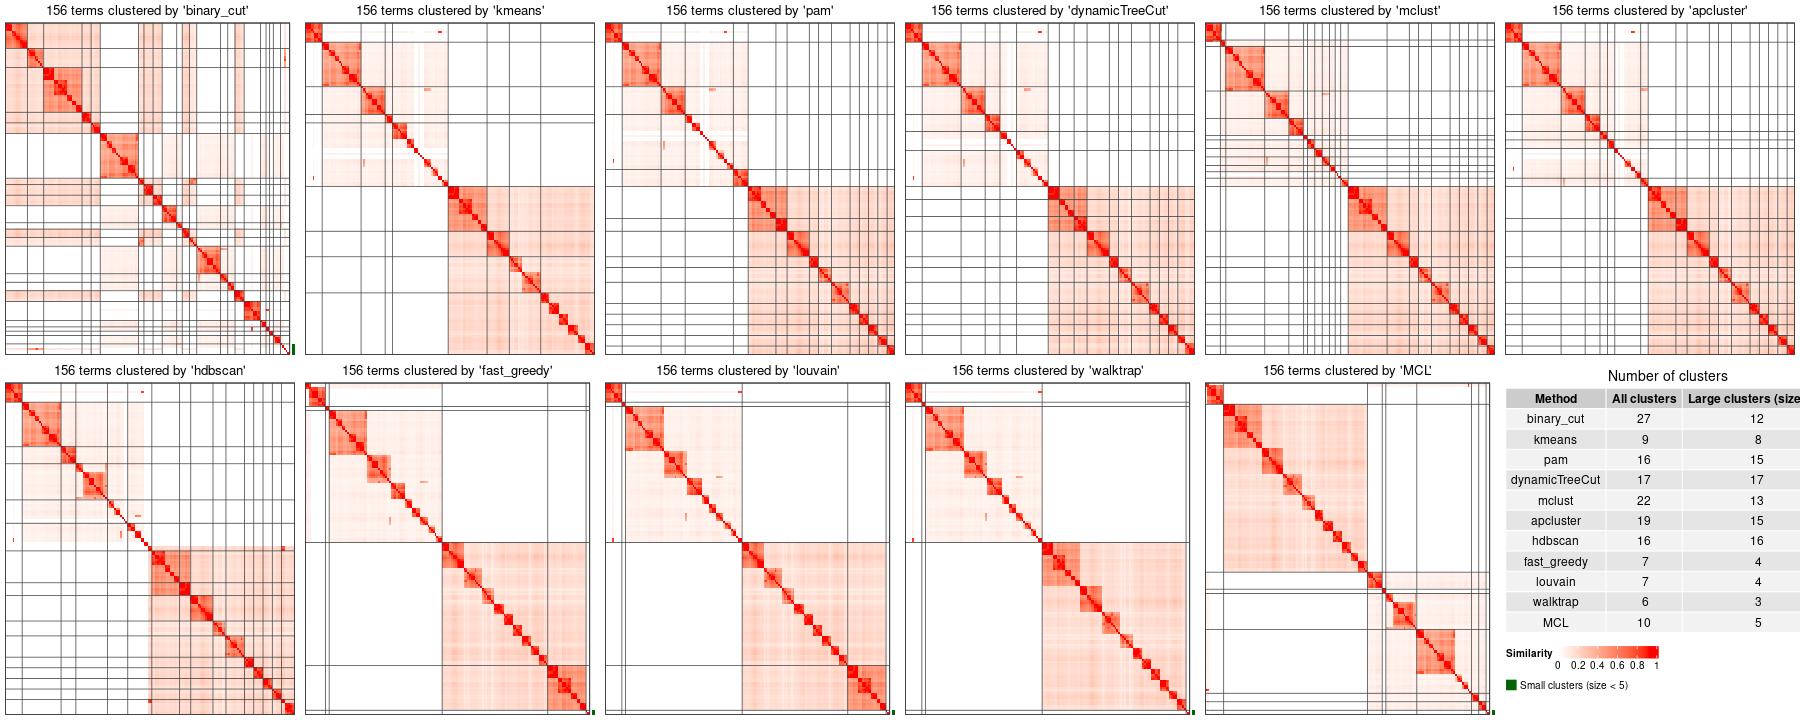 156 terms clustered by 'binary_cut'
156 terms clustered by 'kmeans'
156 terms clustered by 'pam'
156 terms clustered by 'dynamicTreeCut'
156 terms clustered by 'mclust'
156 terms clustered by 'apcluster'
156 terms clustered by 'hdbscan'
156 terms clustered by 'fast_greedy'
156 terms clustered by 'louvain'
156 terms clustered by 'walktrap'
156 terms clustered by 'MCL'
Number of clusters
Method All clusters Large clusters (size
binary_cut 27 12
kmeans 9 8
pam 16 15
dynamicTreeCut 17 17
mclust 22 13
apcluster 19 15
hdbscan 16 16
fast_greedy 7 4
louvain 7 4
walktrap 6 3
MCL 10 5
Similarity
0 0.2 0.4 0.6 0.8 1
Small clusters (size < 5)